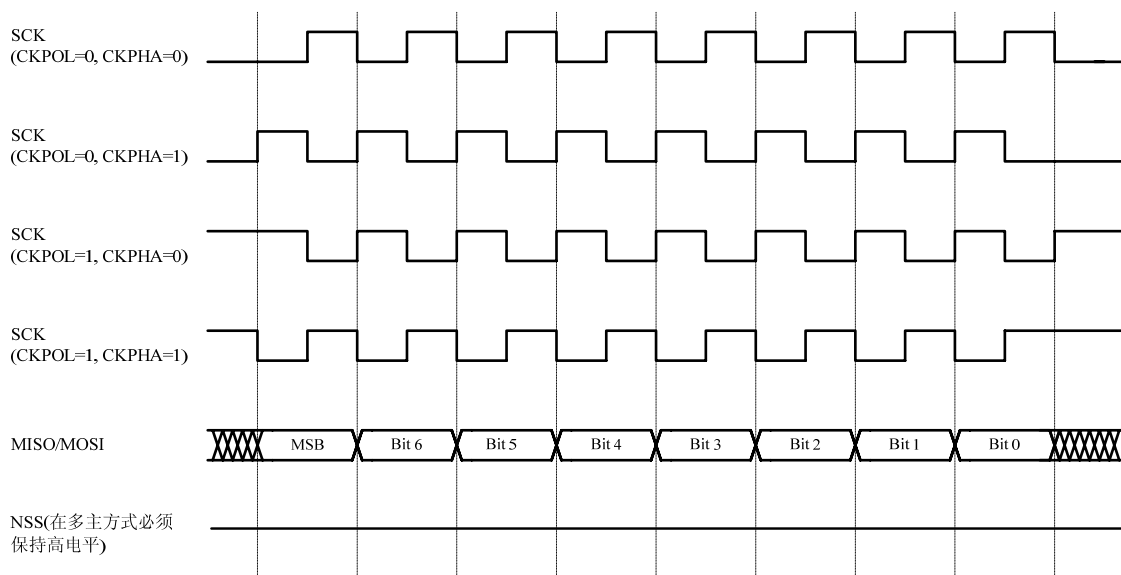 SCK
(CKPOL=0, CKPHA=0)
SCK
(CKPOL=0, CKPHA=1)
SCK
(CKPOL=1, CKPHA=0)
SCK
(CKPOL=1, CKPHA=1)
MISO/MOSI
MSB Bit 6 Bit 5 Bit 4 Bit 3 Bit 2 Bit 1 Bit 0
NSS(在多主方式必须
保持高电平)